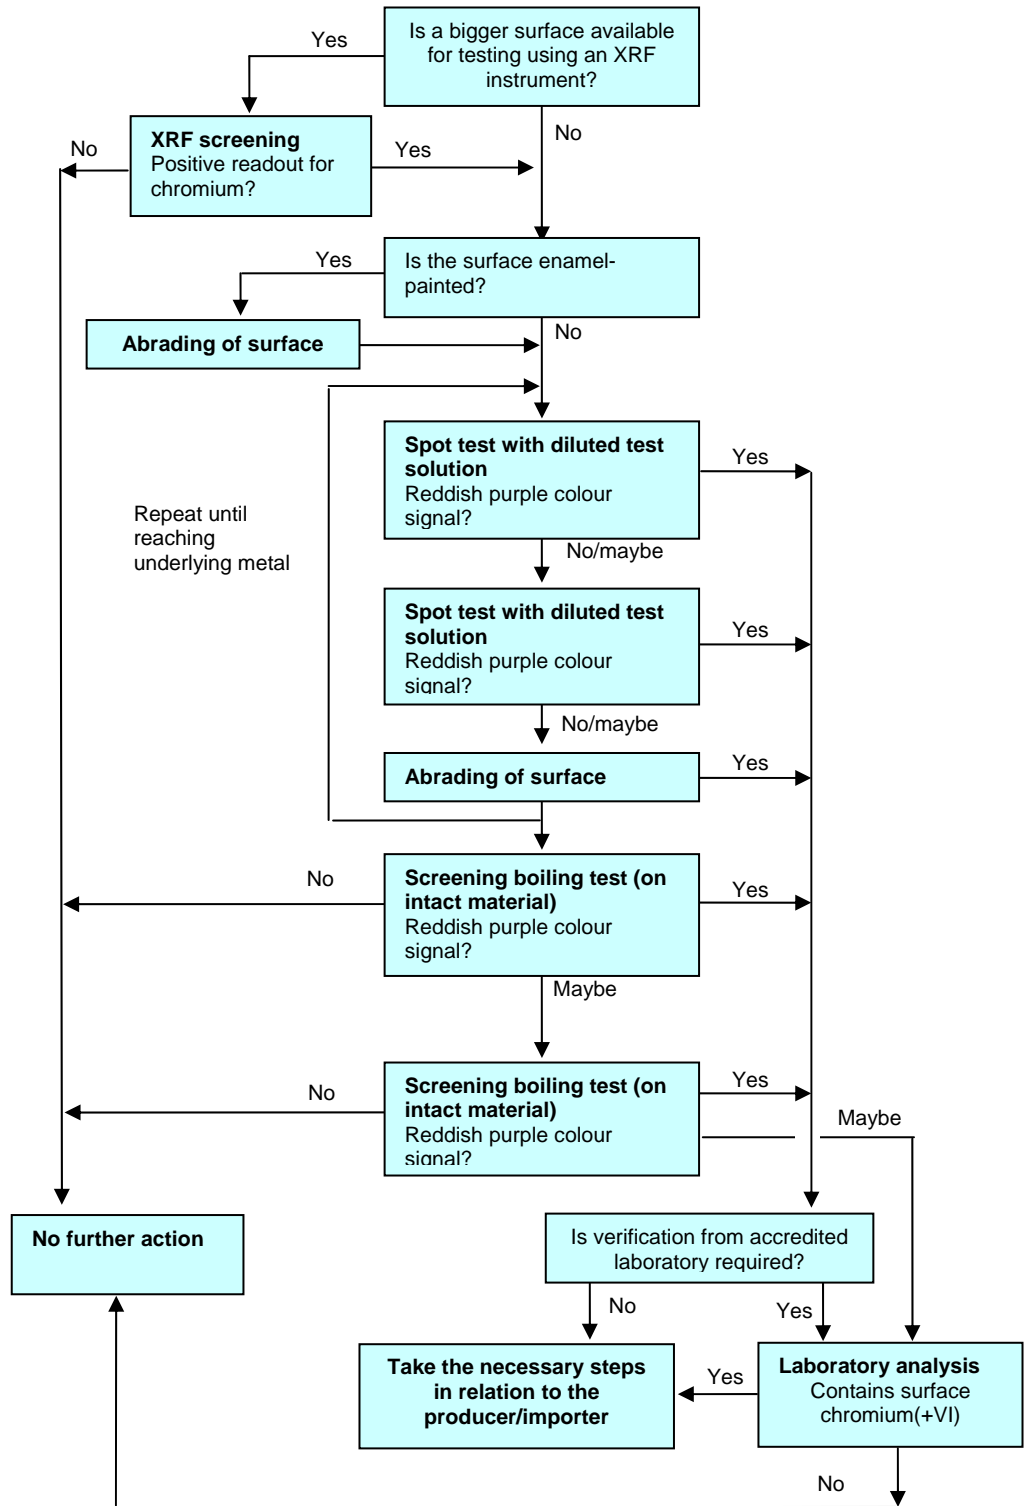 Is a bigger surface available
for testing using an XRF
instrument?
Yes
No
XRF screening
Positive readout for
chromium?
No
Yes
Is the surface enamel-
painted?
Yes
No
Abrading of surface
Spot test with diluted test
solution
Reddish purple colour
signal?
Yes
Repeat until
reaching
underlying metal
No/maybe
Spot test with diluted test
solution
Reddish purple colour
signal?
Yes
No/maybe
Abrading of surface
Yes
Screening boiling test (on
intact material)
Reddish purple colour
signal?
No
Yes
Maybe
Screening boiling test (on
intact material)
Reddish purple colour
signal?
No
Yes
Maybe
No further action
Is verification from accredited
laboratory required?
No
Yes
Take the necessary steps
in relation to the
producer/importer
Yes
Laboratory analysis
Contains surface
chromium(+VI)
No